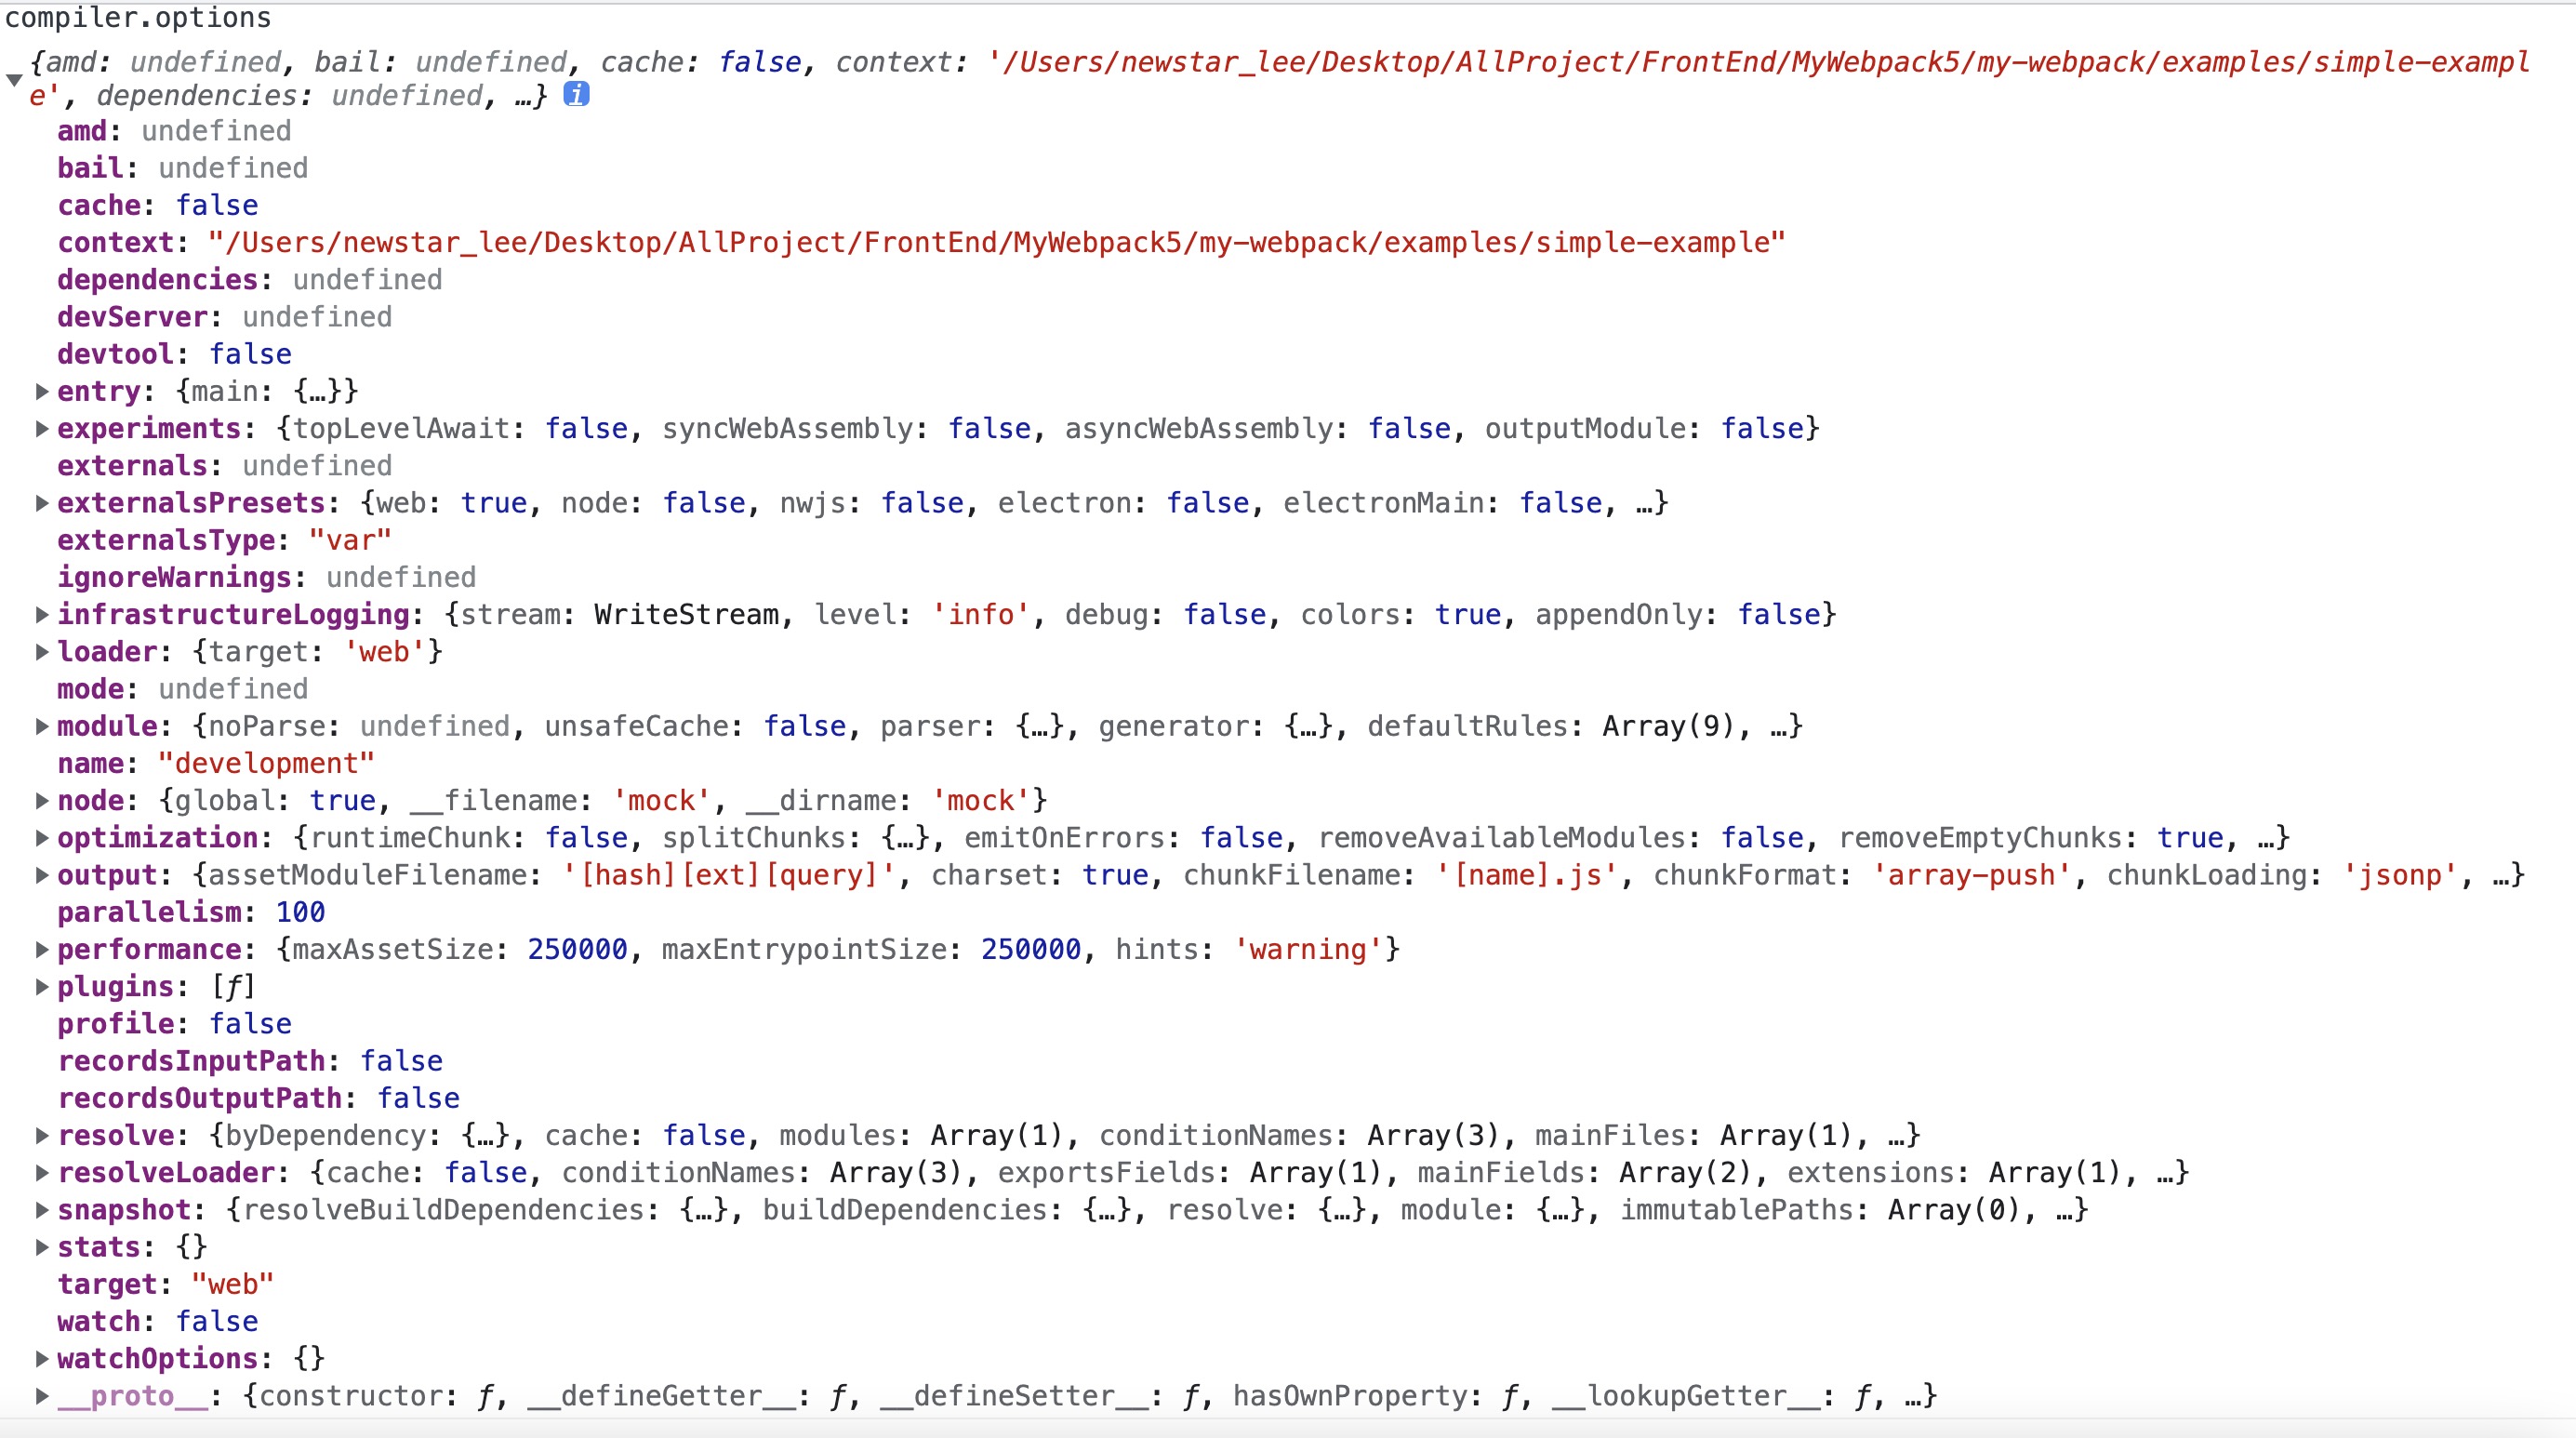 compiler.options
{amd: undefined, bail: undefined, cache: false, context: '/Users/newstar_lee/Desktop/AllProject/FrontEnd/MyWebpack5/my-webpack/examples/simple-exampl
e', dependencies: undefined, …} i
amd: undefined
bail: undefined
cache: false
context: "/Users/newstar_lee/Desktop/AllProject/FrontEnd/MyWebpack5/my-webpack/examples/simple-example"
dependencies: undefined
devServer: undefined
devtool: false
entry: {main: {…}}
experiments: {topLevelAwait: false, syncWebAssembly: false, asyncWebAssembly: false, outputModule: false}
externals: undefined
externalsPresets: {web: true, node: false, nwjs: false, electron: false, electronMain: false, …}
externalsType: "var"
ignoreWarnings: undefined
infrastructureLogging: {stream: WriteStream, level: 'info', debug: false, colors: true, appendOnly: false}
loader: {target: 'web'}
mode: undefined
module: {noParse: undefined, unsafeCache: false, parser: {…}, generator: {…}, defaultRules: Array(9), …}
name: "development"
node: {global: true, __filename: 'mock', __dirname: 'mock'}
optimization: {runtimeChunk: false, splitChunks: {…}, emitOnErrors: false, removeAvailableModules: false, removeEmptyChunks: true, …}
output: {assetModuleFilename: '[hash][ext][query]', charset: true, chunkFilename: '[name].js', chunkFormat: 'array-push', chunkLoading: 'jsonp', …}
parallelism: 100
performance: {maxAssetSize: 250000, maxEntrypointSize: 250000, hints: 'warning'}
plugins: [ƒ]
profile: false
recordsInputPath: false
recordsOutputPath: false
resolve: {byDependency: {…}, cache: false, modules: Array(1), conditionNames: Array(3), mainFiles: Array(1), …}
resolveLoader: {cache: false, conditionNames: Array(3), exportsFields: Array(1), mainFields: Array(2), extensions: Array(1), …}
snapshot: {resolveBuildDependencies: {…}, buildDependencies: {…}, resolve: {…}, module: {…}, immutablePaths: Array(0), …}
stats: {}
target: "web"
watch: false
watchOptions: {}
__proto__: {constructor: ƒ, __defineGetter__: ƒ, __defineSetter__: ƒ, hasOwnProperty: ƒ, __lookupGetter__: ƒ, …}